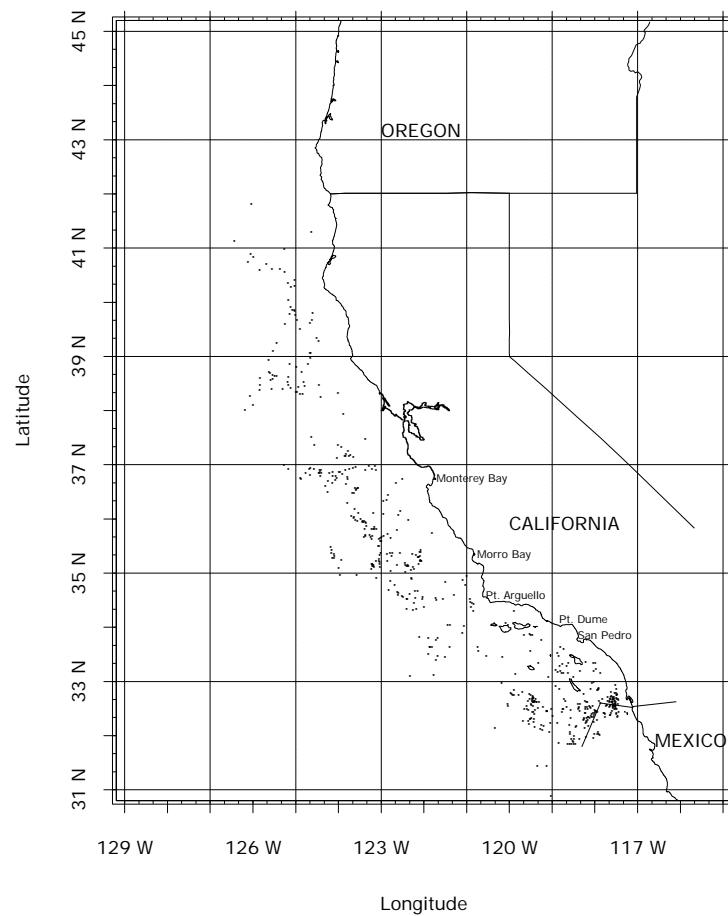 45 N
OREGON
43 N
41 N
39 N
Latitude
37 N
Monterey Bay
CALIFORNIA
Morro Bay
35 N
Pt. Arguello
Pt. Dume
San Pedro
33 N
MEXICO
31 N
129 W
126 W
123 W
120 W
117 W
Longitude